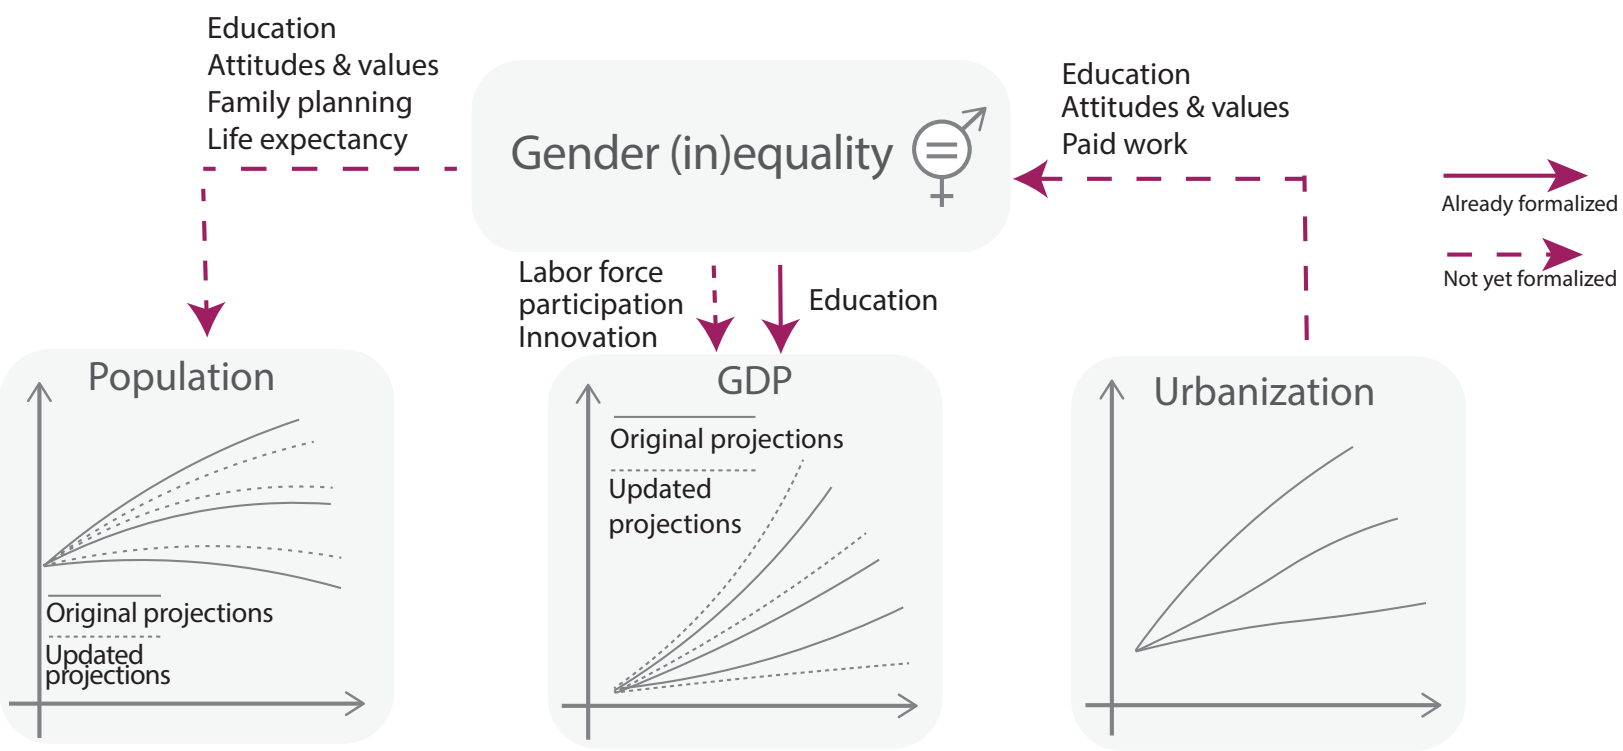 Education
Attitudes & values
Family planning
Life expectancy
Gender (in)equality
Education
Attitudes & values
Paid work
Already formalized
Not yet formalized
Labor force
participation
Innovation
Education
Population
Original projections
Updated
projections
GDP
Original projections
Updated
projections
Urbanization